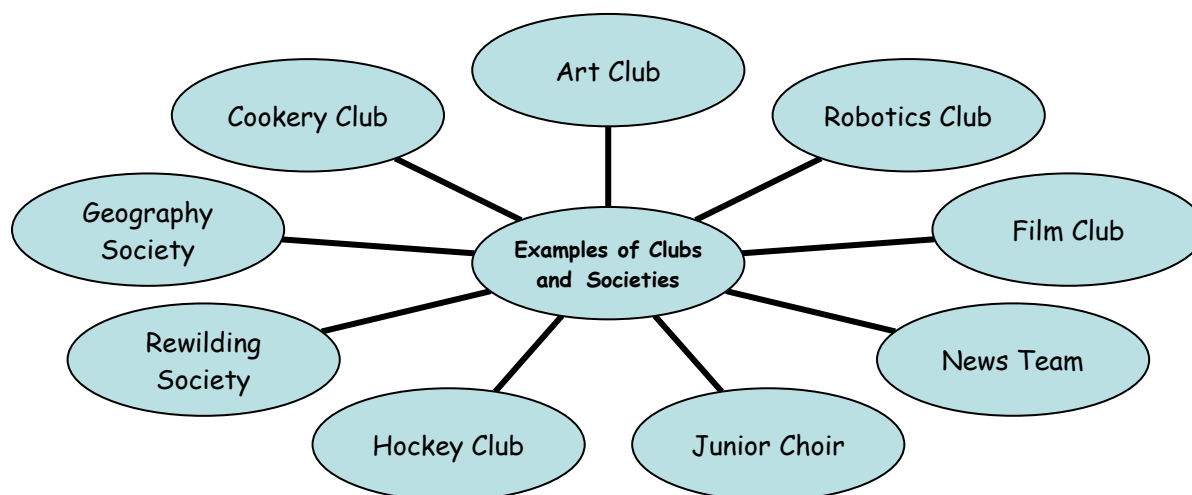 Art Club
Cookery Club
Robotics Club
Geography
Society
Film Club
Examples of Clubs
and Societies
Rewilding
Society
News Team
Hockey Club
Junior Choir